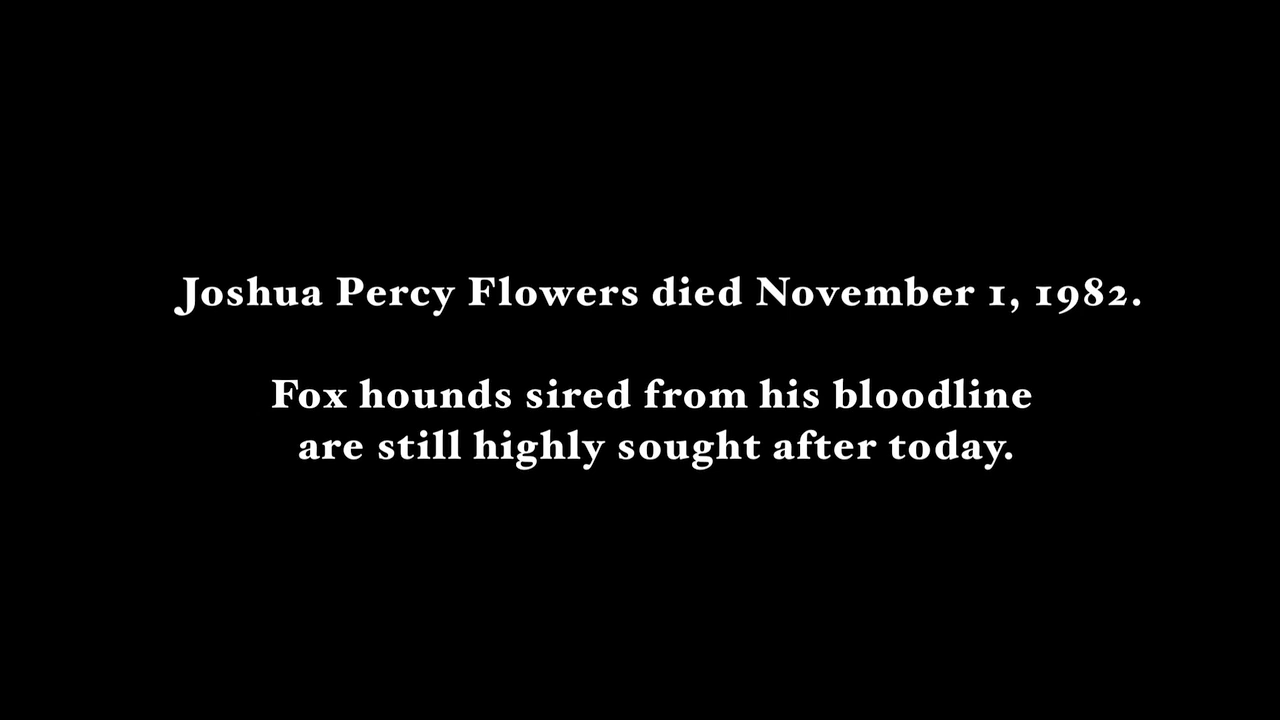 Joshua Percy Flowers died November 1, 1982.
Fox hounds sired from his bloodline
are still highly sought after today.